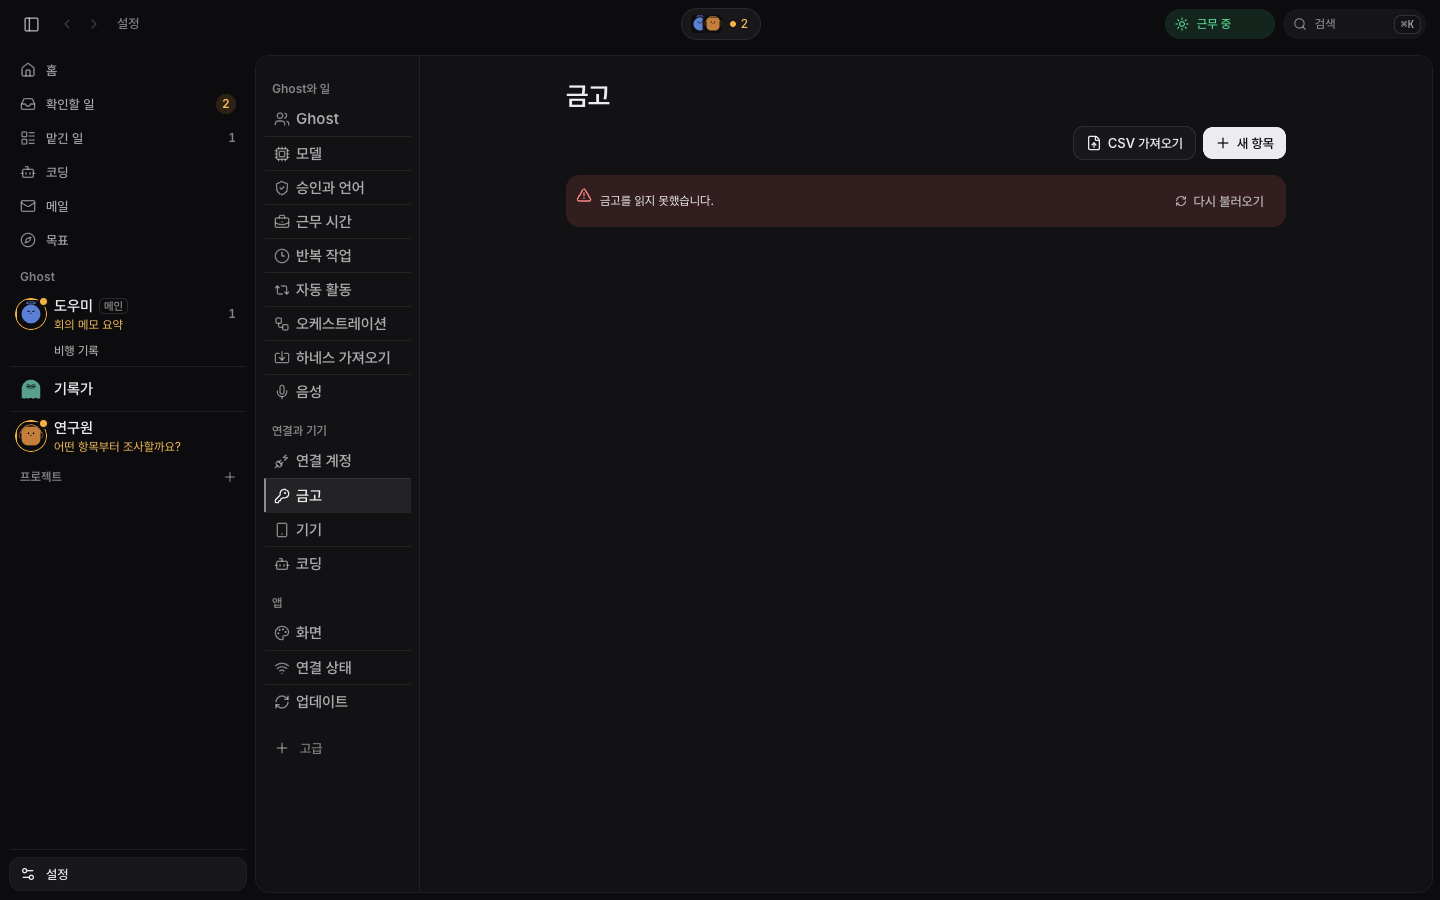 설정
2
근무 중
검색
⌘K
홈
확인할 일
2
맡긴 일
1
코딩
메일
목표
Ghost
도우미
메인
회의 메모 요약
1
비행 기록
기록가
연구원
어떤 항목부터 조사할까요?
프로젝트
설정
Ghost와 일
Ghost
모델
승인과 언어
근무 시간
반복 작업
자동 활동
오케스트레이션
하네스 가져오기
음성
연결과 기기
연결 계정
금고
기기
코딩
앱
화면
연결 상태
업데이트
고급
금고
CSV 가져오기
새 항목
금고를 읽지 못했습니다.
다시 불러오기